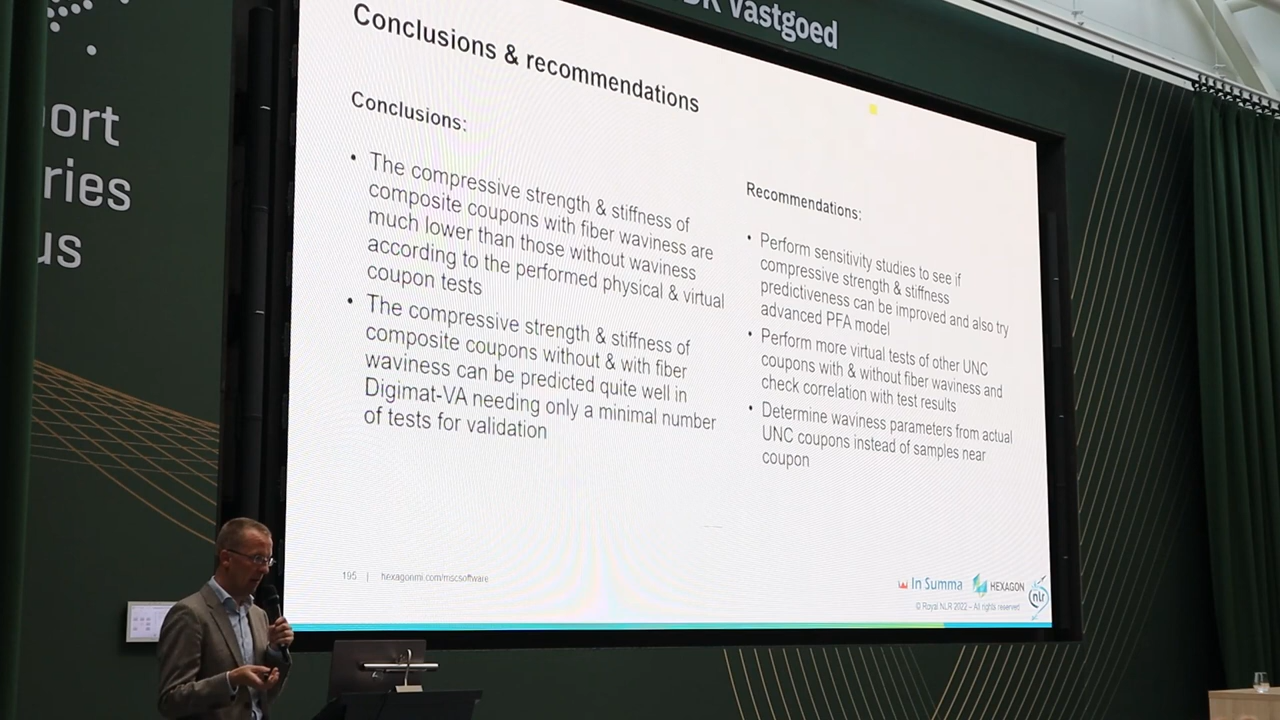 Vastgoed
ort
ries
us
Conclusions & recommendations
Conclusions:
• The compressive strength & stiffness of
composite coupons with fiber waviness are
much lower than those without waviness
according to the performed physical & virtual
coupon tests
• The compressive strength & stiffness of
composite coupons without & with fiber
waviness can be predicted quite well in
Digimat-VA needing only a minimal number
of tests for validation
Recommendations:
• Perform sensitivity studies to see if
compressive strength & stiffness
predictiveness can be improved and also try
advanced PFA model
• Perform more virtual tests of other UNC
coupons with & without fiber waviness and
check correlation with test results
• Determine waviness parameters from actual
UNC coupons instead of samples near
coupon
195 | hexagonmi.com/mscsoftware
In Summa HEXAGON nlr
© Royal NLR 2022 – All rights reserved